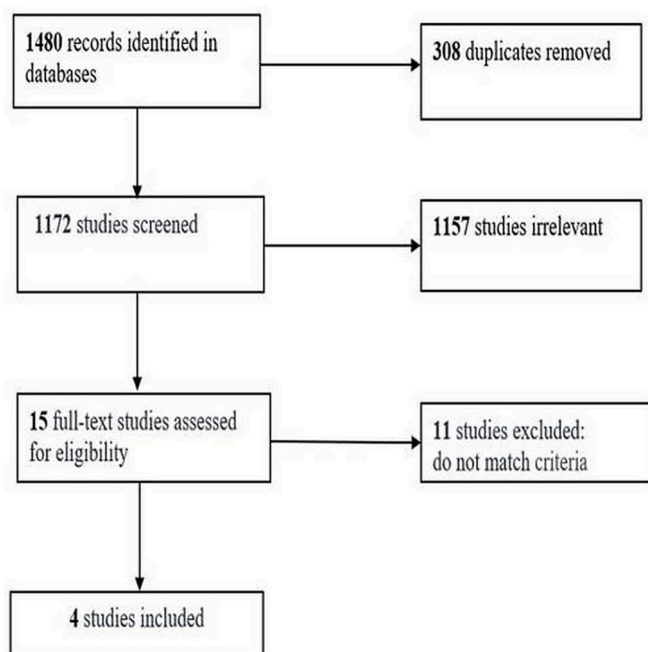 1480 records identified in
databases
308 duplicates removed
1172 studies screened
1157 studies irrelevant
15 full-text studies assessed
for eligibility
11 studies excluded:
do not match criteria
4 studies included